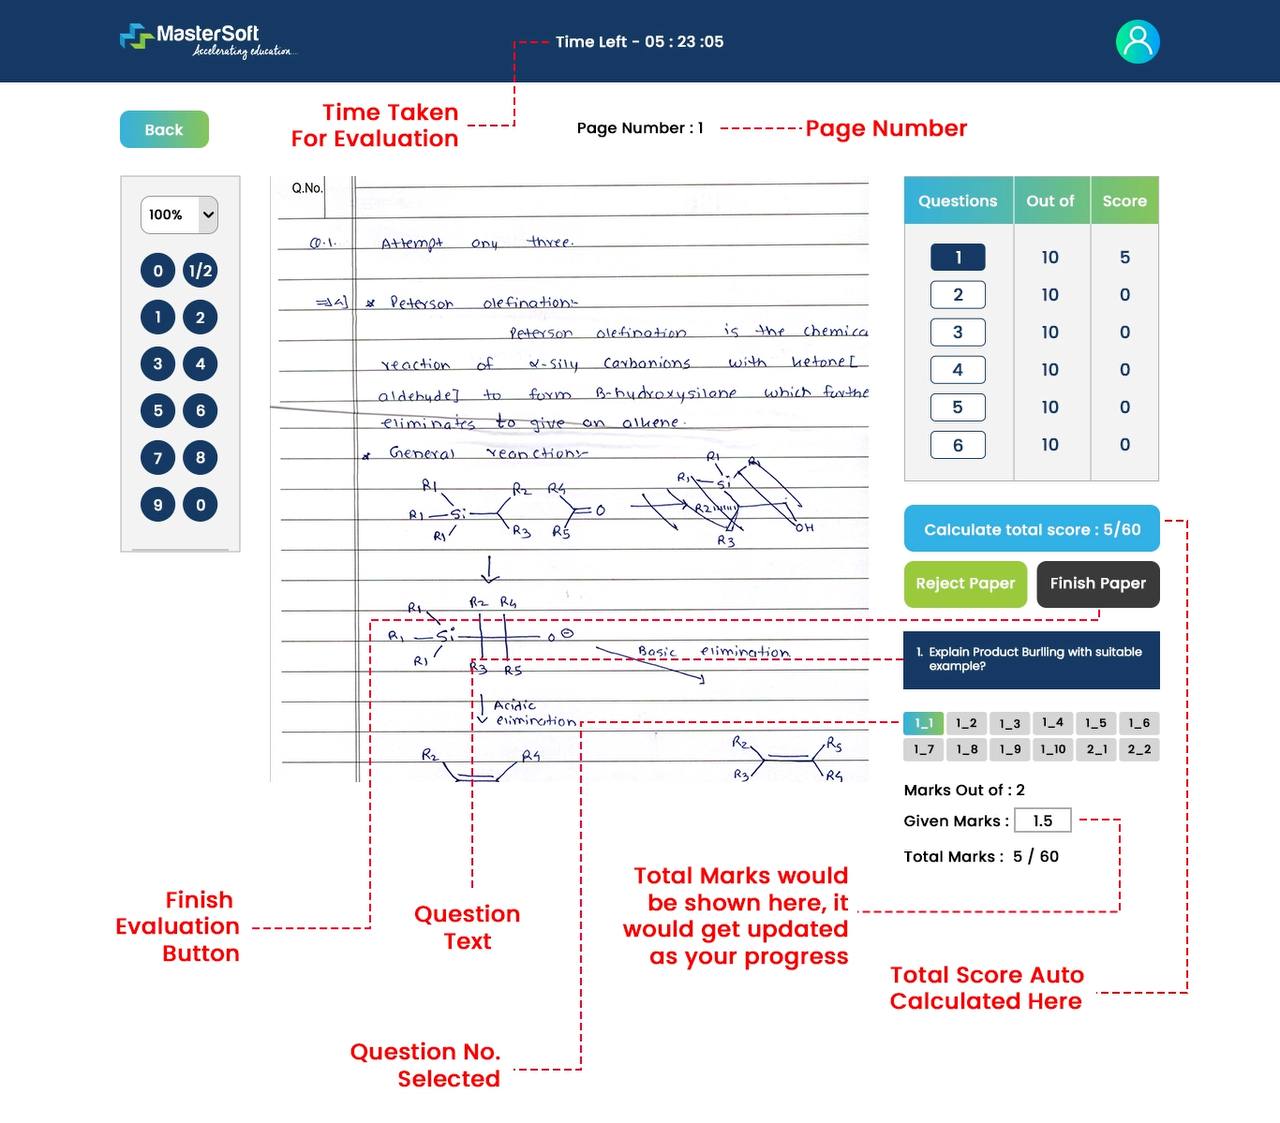 MasterSoft
Accelerating education...
Time Left - 05 : 23 :05
Time Taken
For Evaluation
Back
Page Number : 1
Page Number
100%
0 1/2
1 2
3 4
5 6
7 8
9 0
Q.No.
Q.1. Attempt any three.
⇒1A] * Peterson olefination:-
Peterson olefination is the chemica
reaction of α-sily carbanions with ketone[
aldehyde] to form β-hydroxysilane which furthe
eliminates to give an alkene.
* General reanction:-
R1 R2 R4 R1 R1
R1 Si O R1 Si R2
R1 R3 R5 R3 OH
R1 R2 R4
R1 Si O⊖
R1 R3 R5
Basic elimination
Acidic
elimination
R2 R4 R2 R5
R3 R4
Questions Out of Score
1 10 5
2 10 0
3 10 0
4 10 0
5 10 0
6 10 0
Calculate total score : 5/60
Reject Paper Finish Paper
1. Explain Product Burlling with suitable
example?
1_1 1_2 1_3 1_4 1_5 1_6
1_7 1_8 1_9 1_10 2_1 2_2
Marks Out of : 2
Given Marks : 1.5
Total Marks : 5 / 60
Finish
Evaluation
Button
Question
Text
Total Marks would
be shown here, it
would get updated
as your progress
Total Score Auto
Calculated Here
Question No.
Selected